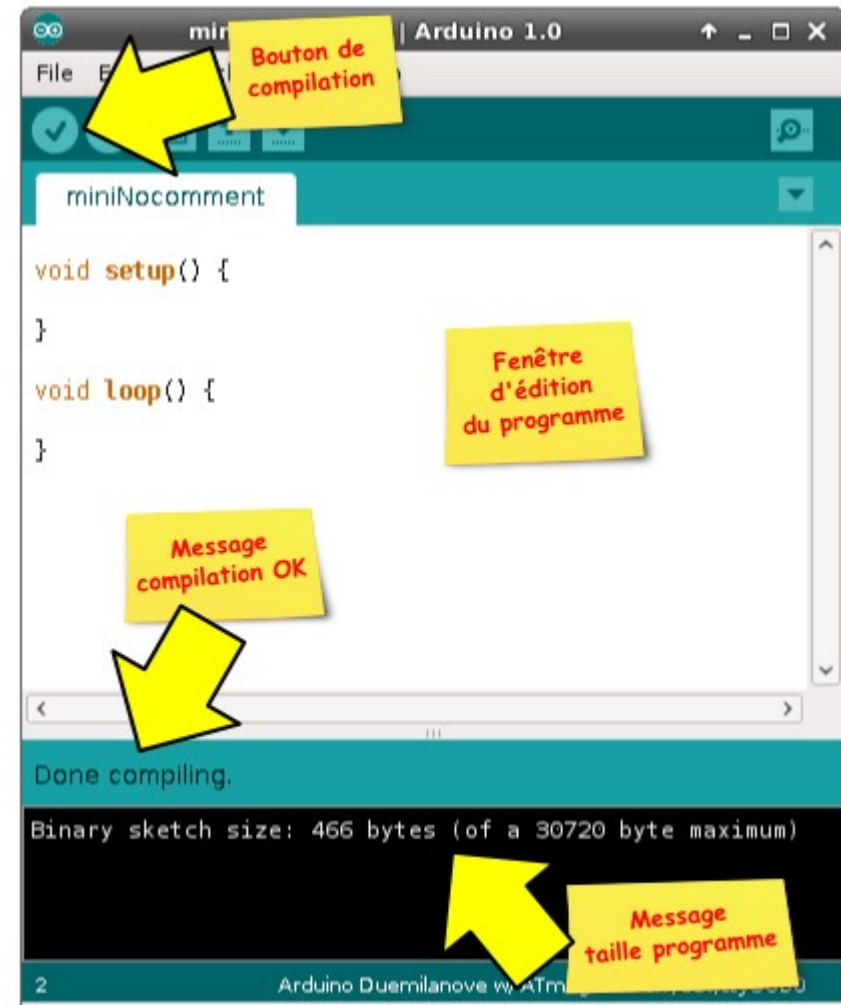 | Arduino 1.0
Bouton de
compilation
File
miniNocomment
void setup() {
}
void loop() {
}
Fenêtre
d'édition
du programme
Message
compilation OK
Done compiling.
Binary sketch size: 466 bytes (of a 30720 byte maximum)
Message
taille programme
2
Arduino Duemilanove w/